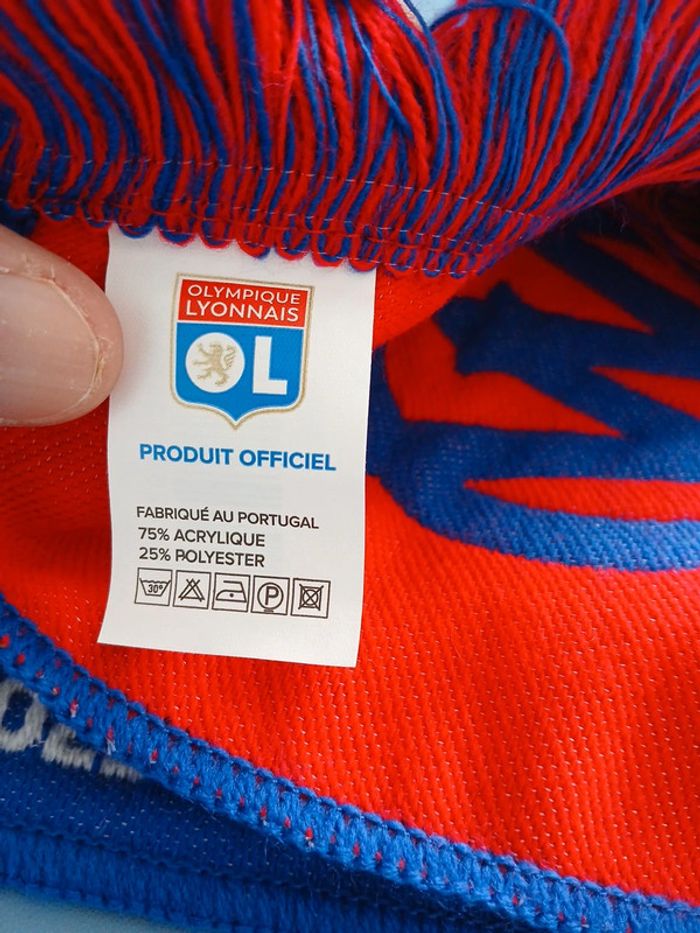 OLYMPIQUE
LYONNAIS
OL
PRODUIT OFFICIEL
FABRIQUÉ AU PORTUGAL
75% ACRYLIQUE
25% POLYESTER
30° P